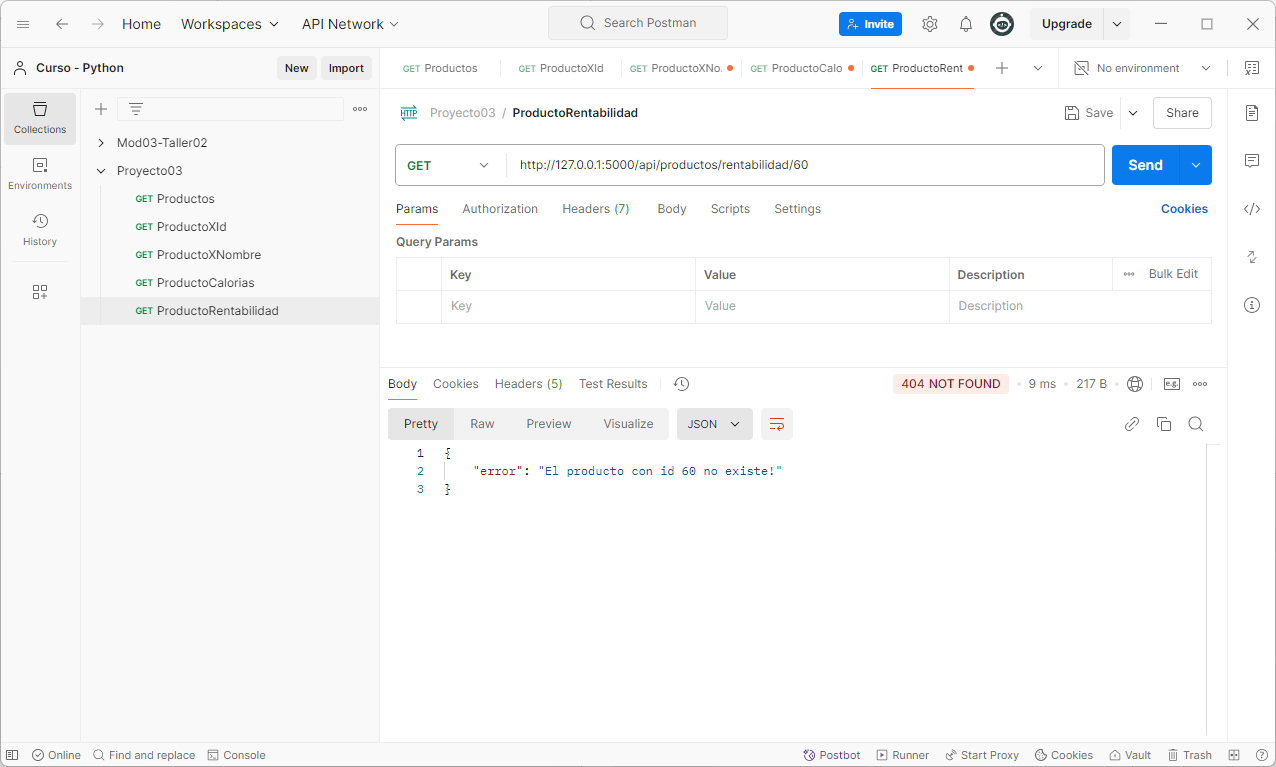 Home Workspaces API Network Search Postman Invite Upgrade
Curso - Python New Import
GET Productos GET ProductoXId GET ProductoXNo. GET ProductoCalo GET ProductoRent No environment
Collections
Environments
History
Mod03-Taller02
Proyecto03
GET Productos
GET ProductoXId
GET ProductoXNombre
GET ProductoCalorias
GET ProductoRentabilidad
HTTP Proyecto03 / ProductoRentabilidad Save Share
GET http://127.0.0.1:5000/api/productos/rentabilidad/60 Send
Params Authorization Headers (7) Body Scripts Settings Cookies
Query Params
Key Value Description Bulk Edit
Key Value Description
Body Cookies Headers (5) Test Results 404 NOT FOUND 9 ms 217 B e.g.
Pretty Raw Preview Visualize JSON
1 {
2 "error": "El producto con id 60 no existe!"
3 }
Online Find and replace Console Postbot Runner Start Proxy Cookies Vault Trash